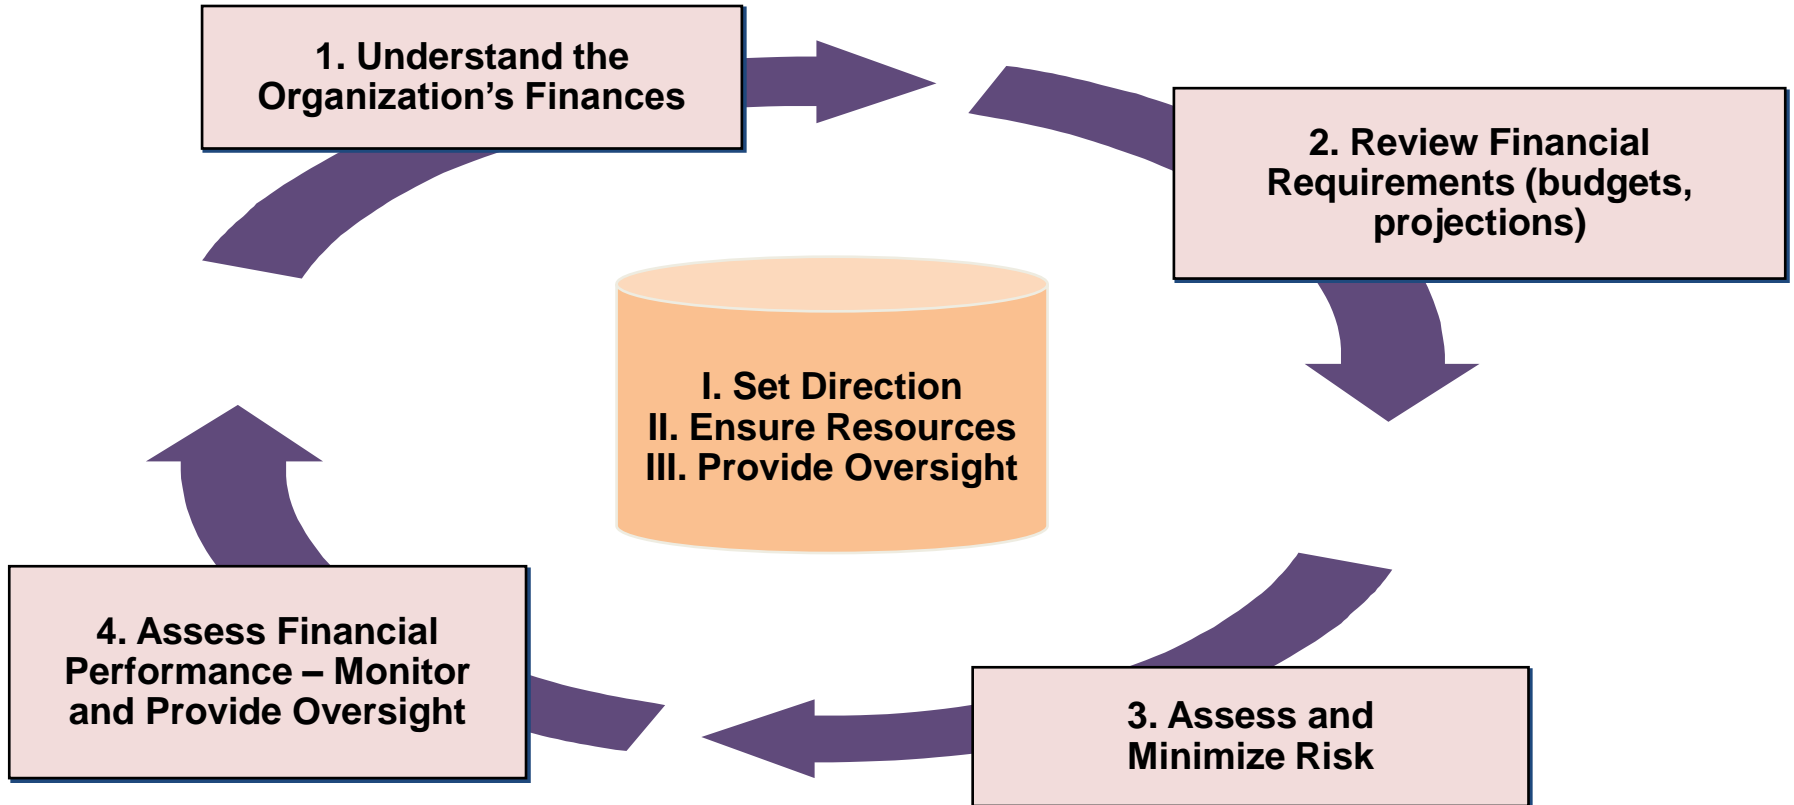 1. Understand the
Organization’s Finances
2. Review Financial
Requirements (budgets,
projections)
I. Set Direction
II. Ensure Resources
III. Provide Oversight
4. Assess Financial
Performance – Monitor
and Provide Oversight
3. Assess and
Minimize Risk